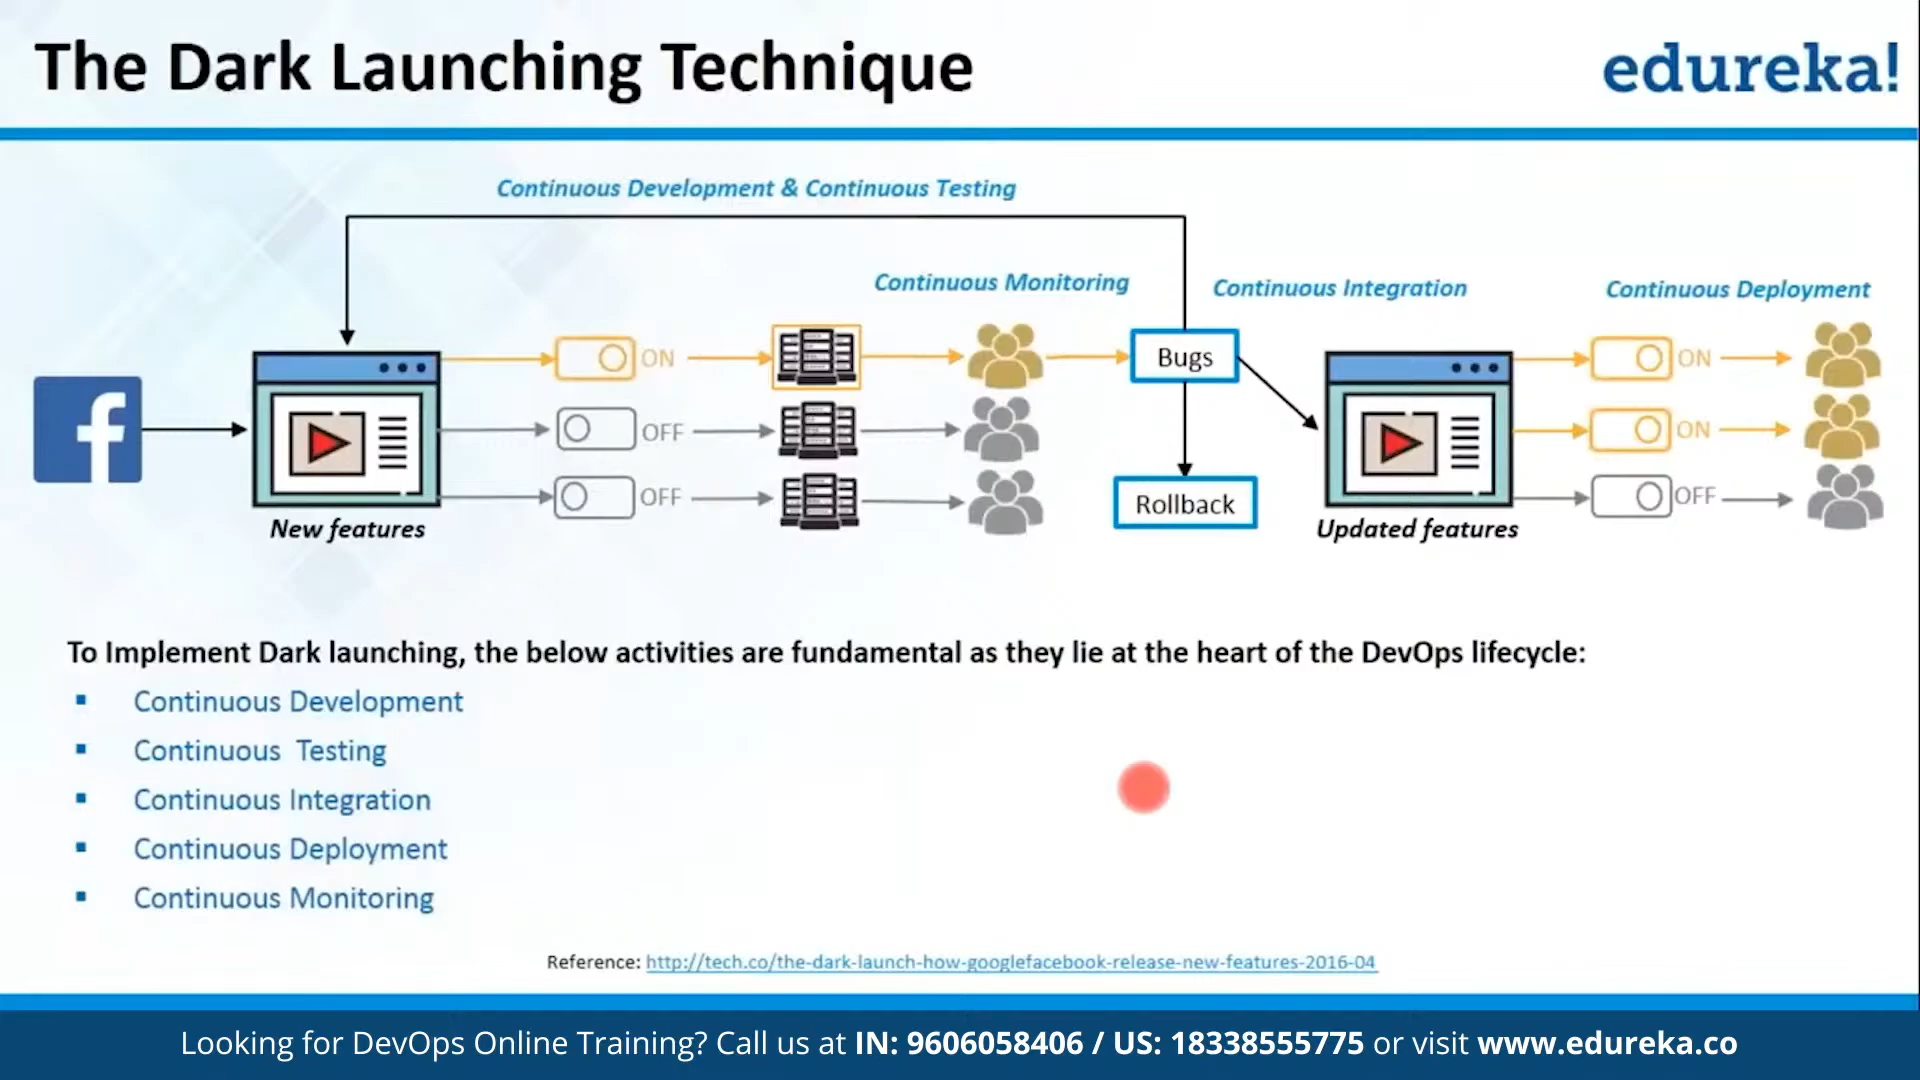 The Dark Launching Technique
edureka!
Continuous Development & Continuous Testing
Continuous Monitoring
Continuous Integration
Continuous Deployment
ON
OFF
OFF
Bugs
Rollback
ON
ON
OFF
f
New features
Updated features
To Implement Dark launching, the below activities are fundamental as they lie at the heart of the DevOps lifecycle:
▪ Continuous Development
▪ Continuous Testing
▪ Continuous Integration
▪ Continuous Deployment
▪ Continuous Monitoring
Reference: http://tech.co/the-dark-launch-how-googlefacebook-release-new-features-2016-04
Looking for DevOps Online Training? Call us at IN: 9606058406 / US: 18338555775 or visit www.edureka.co